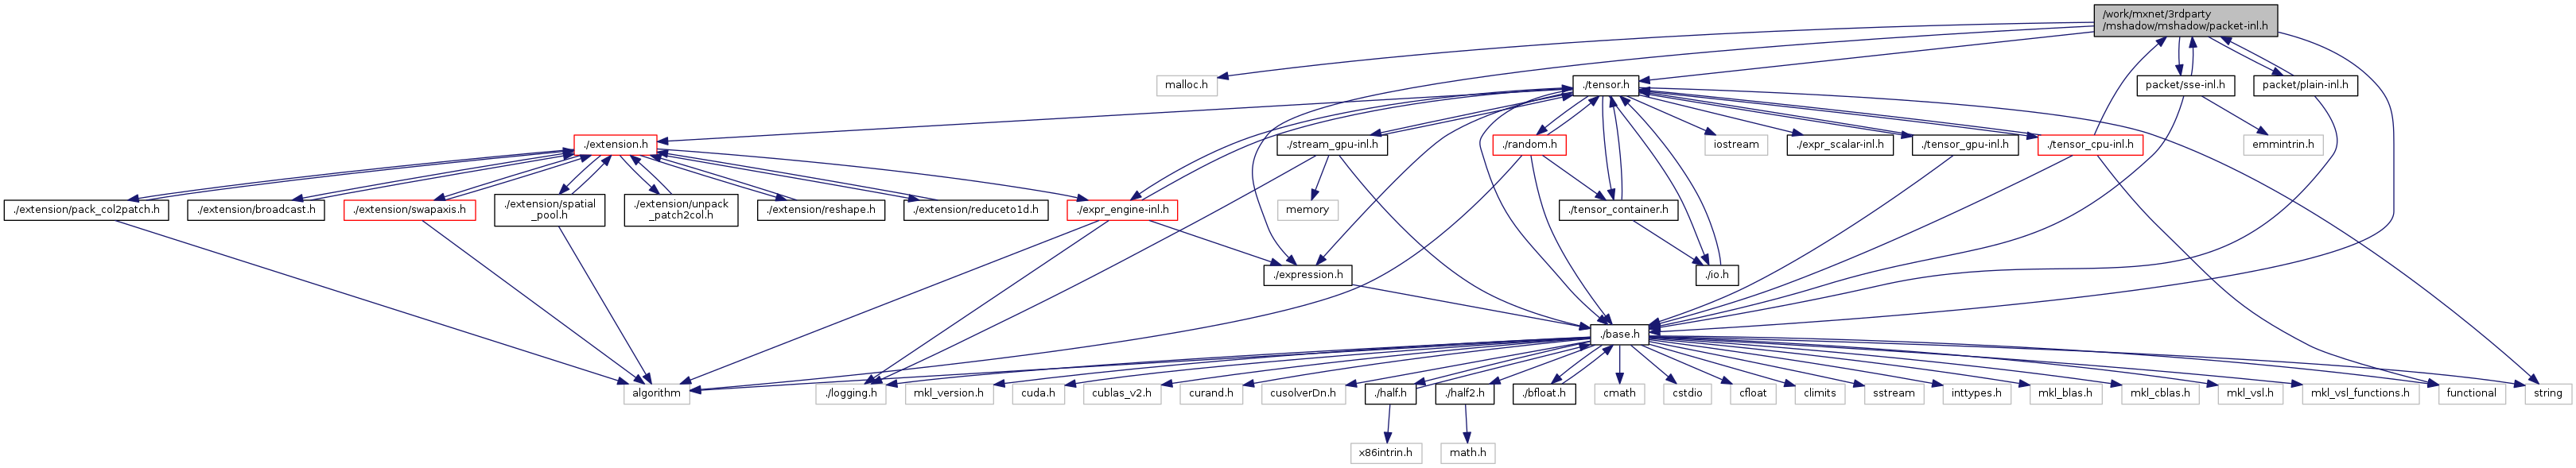 /work/mxnet/3rdparty
/mshadow/mshadow/packet-inl.h
malloc.h
./tensor.h
packet/sse-inl.h
packet/plain-inl.h
./extension.h
./stream_gpu-inl.h
./random.h
iostream
./expr_scalar-inl.h
./tensor_gpu-inl.h
./tensor_cpu-inl.h
emmintrin.h
./extension/pack_col2patch.h
./extension/broadcast.h
./extension/swapaxis.h
./extension/spatial
_pool.h
./extension/unpack
_patch2col.h
./extension/reshape.h
./extension/reduceto1d.h
./expr_engine-inl.h
memory
./tensor_container.h
./expression.h
./io.h
./base.h
algorithm
./logging.h
mkl_version.h
cuda.h
cublas_v2.h
curand.h
cusolverDn.h
./half.h
./half2.h
./bfloat.h
cmath
cstdio
cfloat
climits
sstream
inttypes.h
mkl_blas.h
mkl_cblas.h
mkl_vsl.h
mkl_vsl_functions.h
functional
string
x86intrin.h
math.h